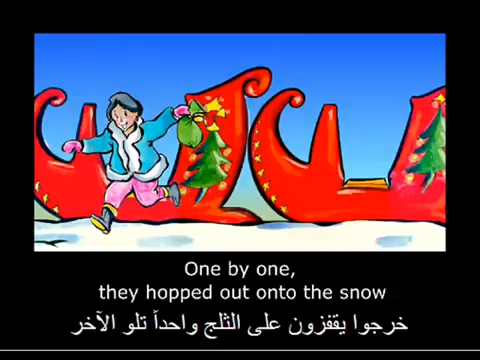 One by one,
they hopped out onto the snow
خرجوا يقفزون على الثلج واحداً تلو الآخر